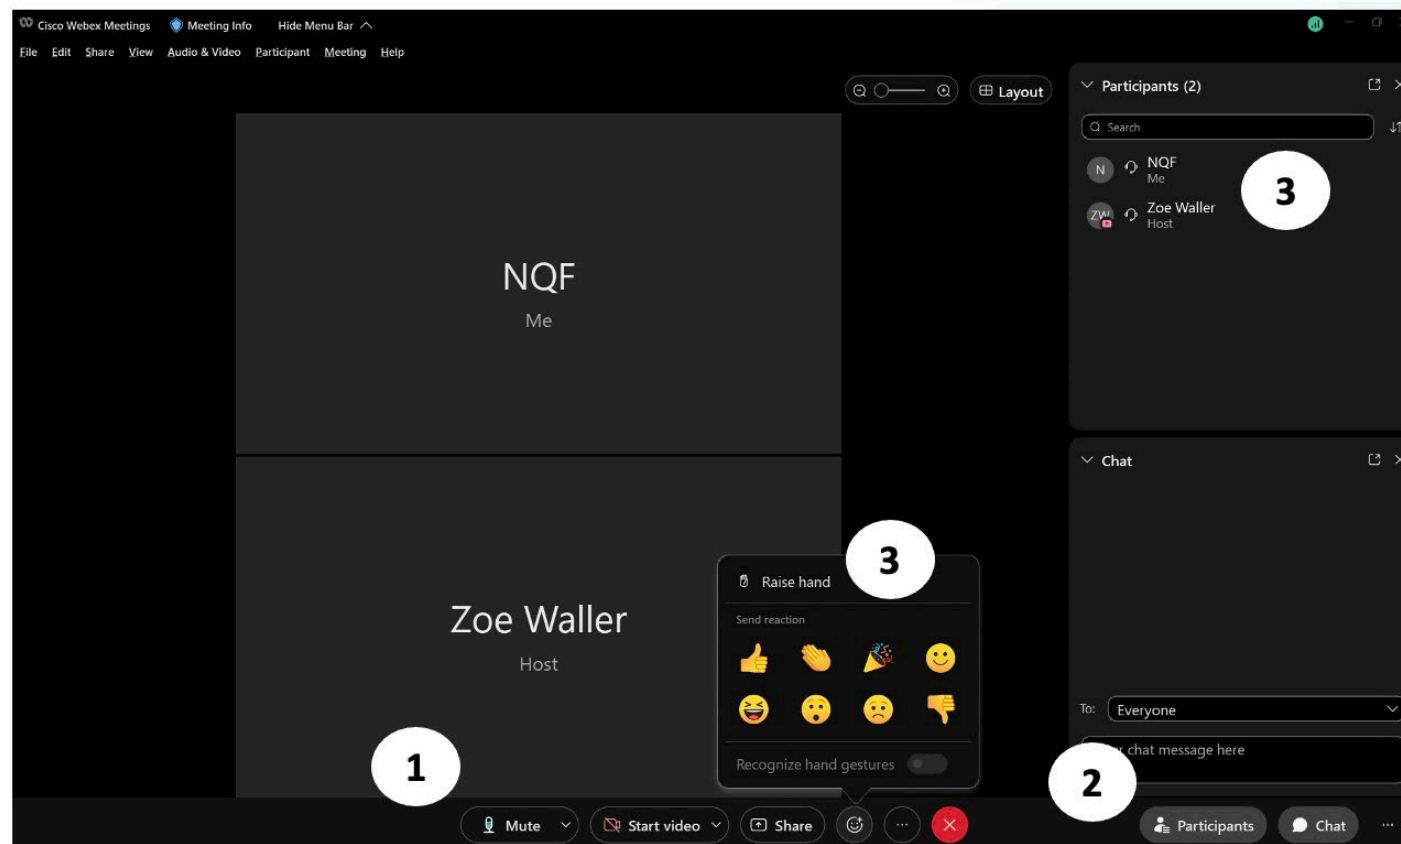 Cisco Webex Meetings Meeting Info Hide Menu Bar
File Edit Share View Audio & Video Participant Meeting Help
Layout
Participants (2)
Search
N NQF
Me
3
ZW Zoe Waller
Host
NQF
Me
Chat
Zoe Waller
Host
3
Raise hand
Send reaction
Recognize hand gestures
To: Everyone
chat message here
1
2
Mute Start video Share Participants Chat